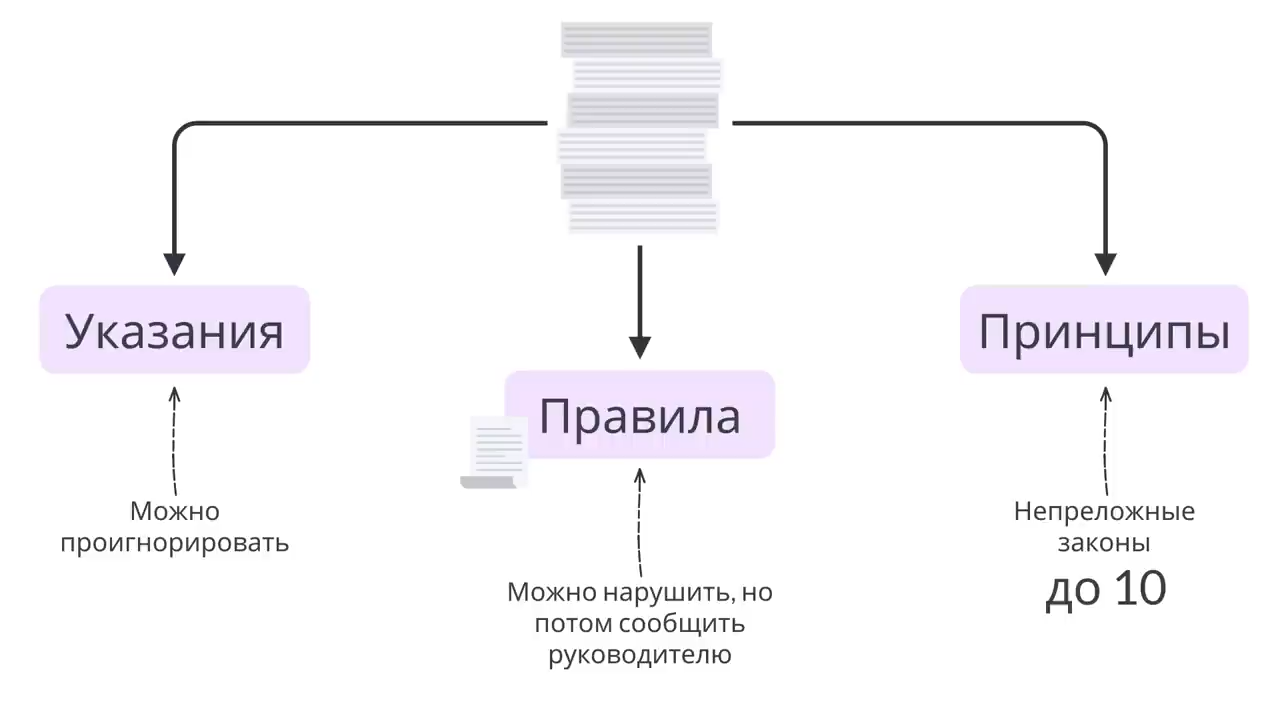 Указания
Можно
проигнорировать
Правила
Можно нарушить, но
потом сообщить
руководителю
Принципы
Непреложные
законы
до 10